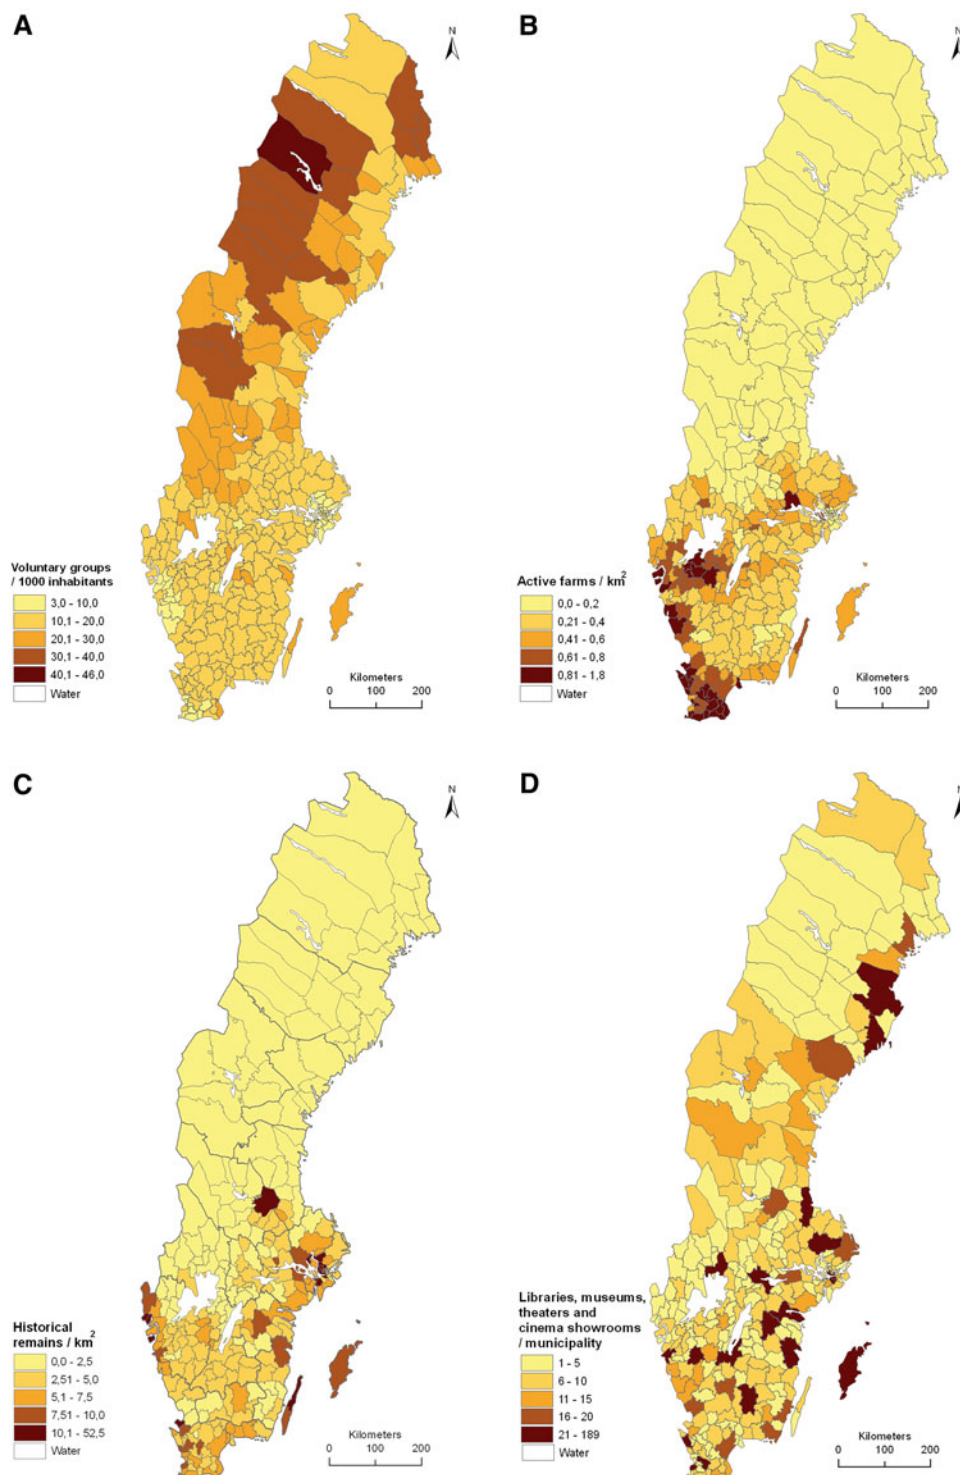 A
N
Voluntary groups
/ 1000 inhabitants
3,0 - 10,0
10,1 - 20,0
20,1 - 30,0
30,1 - 40,0
40,1 - 46,0
Water
Kilometers
0 100 200
B
N
Active farms / km2
0,0 - 0,2
0,21 - 0,4
0,41 - 0,6
0,61 - 0,8
0,81 - 1,8
Water
Kilometers
0 100 200
C
N
Historical
remains / km2
0,0 - 2,5
2,51 - 5,0
5,1 - 7,5
7,51 - 10,0
10,1 - 52,5
Water
Kilometers
0 100 200
D
N
Libraries, museums,
theaters and
cinema showrooms
/ municipality
1 - 5
6 - 10
11 - 15
16 - 20
21 - 189
Water
Kilometers
0 100 200